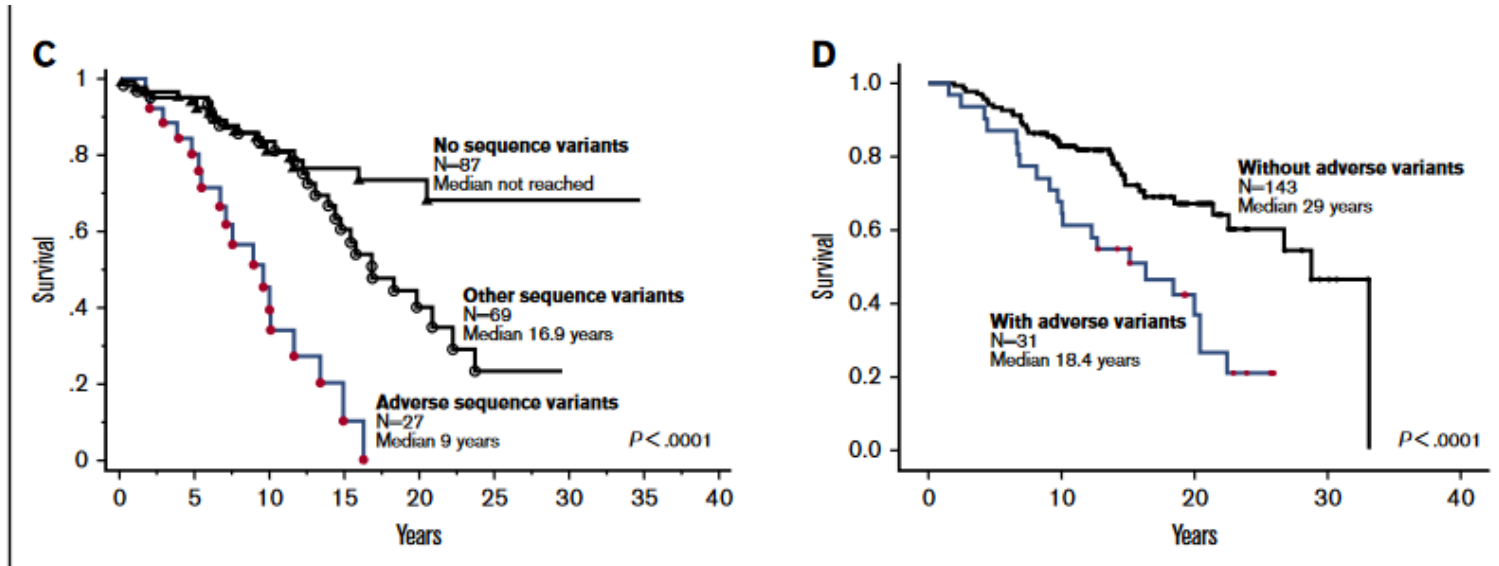 C
1
.8
.6
.4
.2
0
Survival
0 5 10 15 20 25 30 35 40
Years
No sequence variants
N=87
Median not reached
Other sequence variants
N=69
Median 16.9 years
Adverse sequence variants
N=27
Median 9 years
P<.0001
D
1.0
0.8
0.6
0.4
0.2
0.0
Survival
0 10 20 30 40
Years
Without adverse variants
N=143
Median 29 years
With adverse variants
N=31
Median 18.4 years
P<.0001